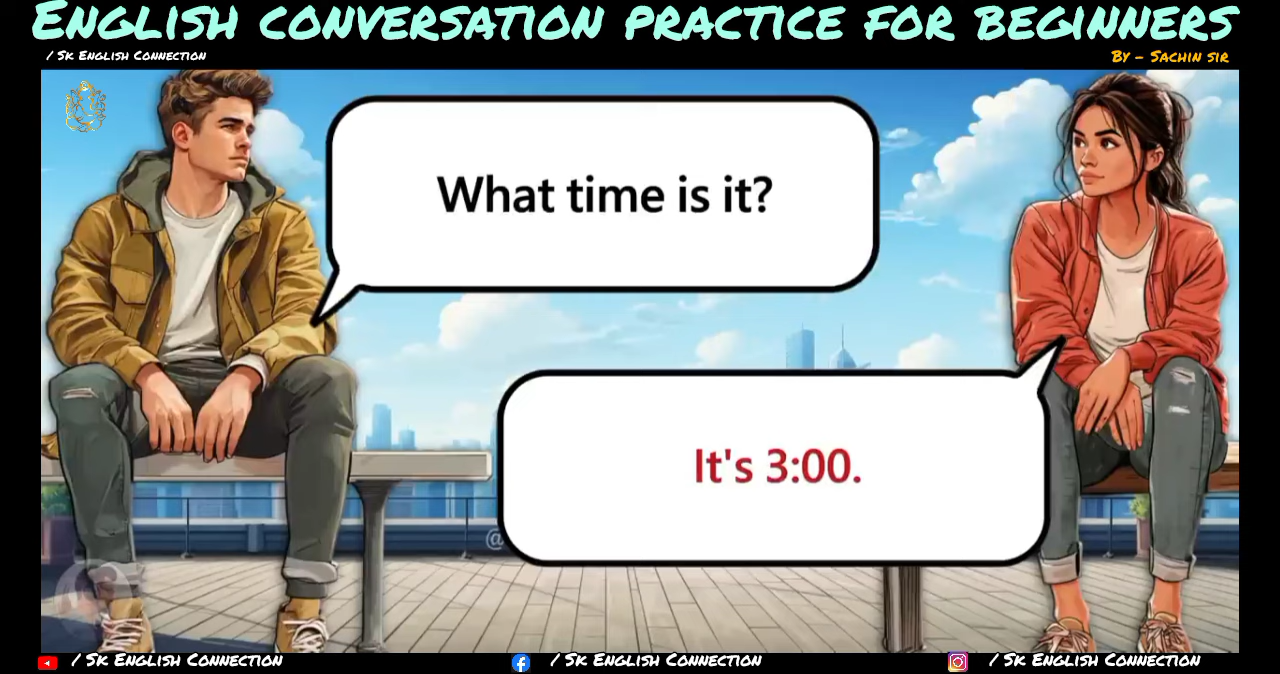 English conversation practice for beginners
/ Sk English Connection
By - Sachin sir
What time is it?
It's 3:00.
@
/ Sk English Connection
/ Sk English Connection
/ Sk English Connection